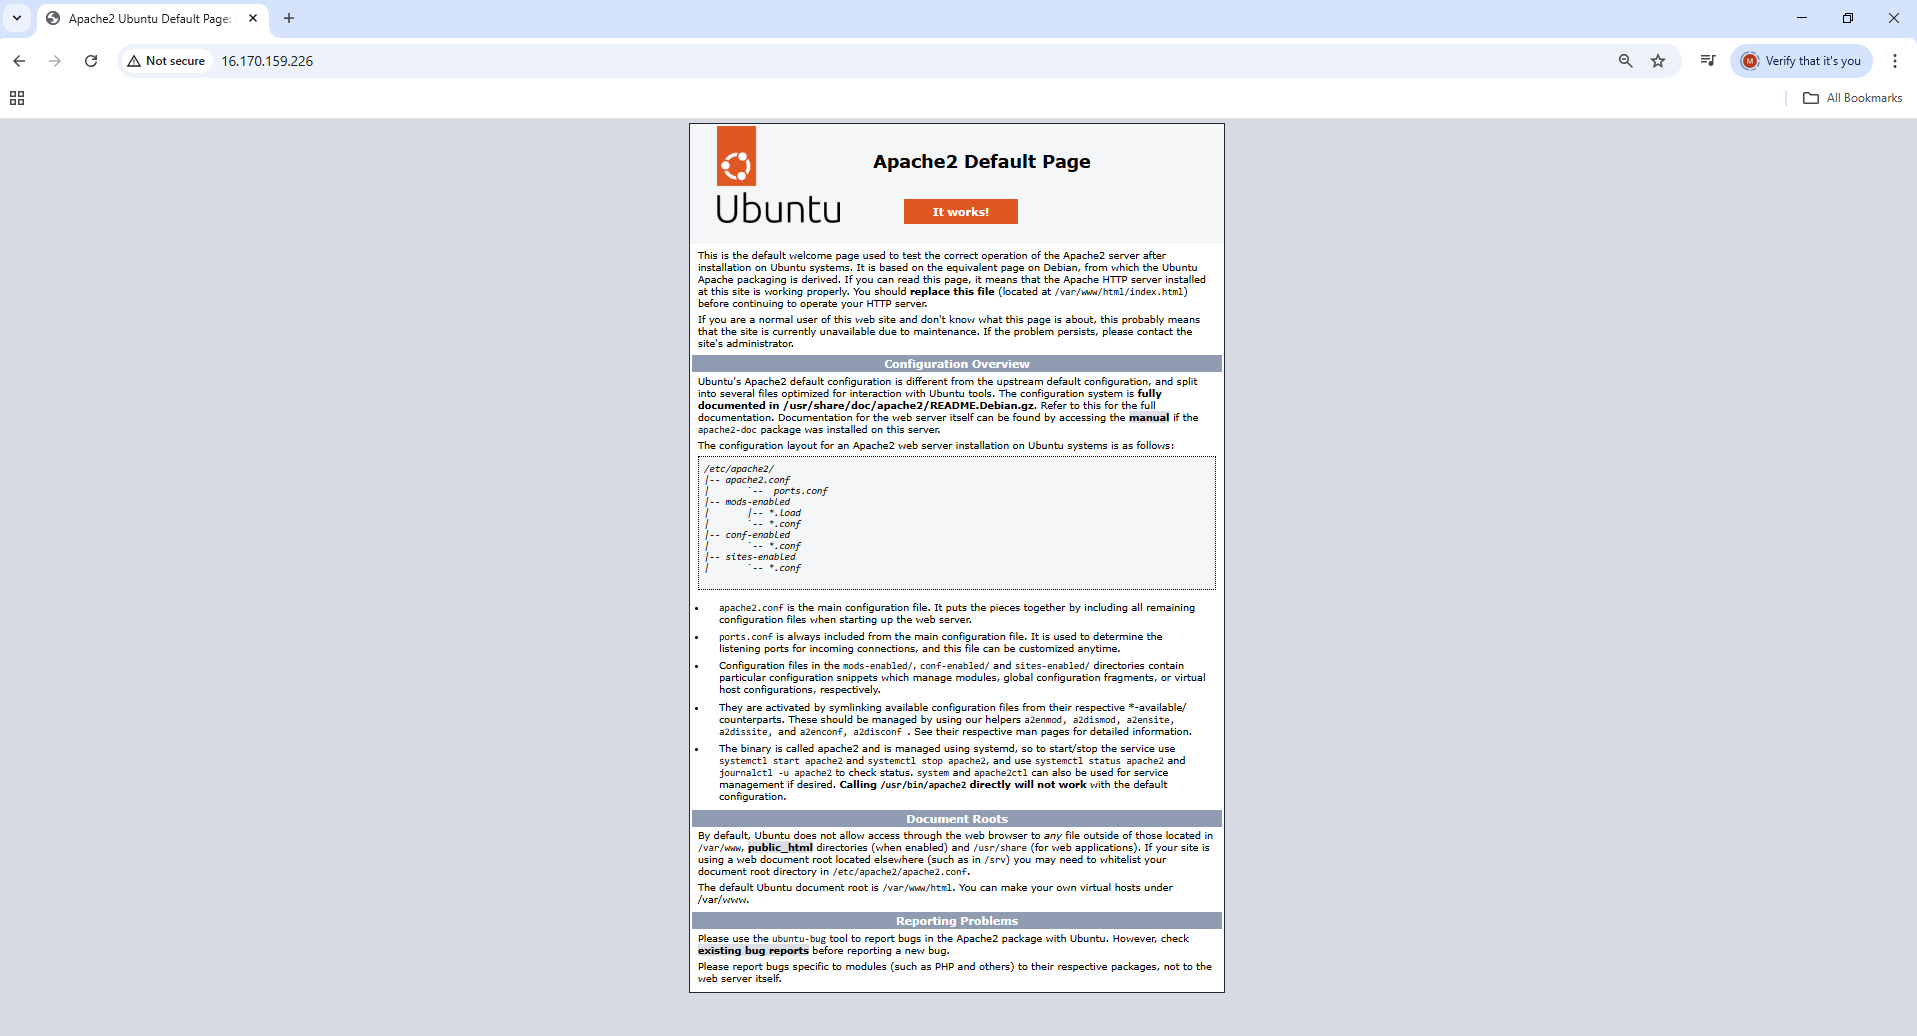 Apache2 Ubuntu Default Page:
Not secure
16.170.159.226
M
Verify that it's you
All Bookmarks
Ubuntu
Apache2 Default Page
It works!
This is the default welcome page used to test the correct operation of the Apache2 server after
installation on Ubuntu systems. It is based on the equivalent page on Debian, from which the Ubuntu
Apache packaging is derived. If you can read this page, it means that the Apache HTTP server installed
at this site is working properly. You should replace this file (located at /var/www/html/index.html)
before continuing to operate your HTTP server.
If you are a normal user of this web site and don't know what this page is about, this probably means
that the site is currently unavailable due to maintenance. If the problem persists, please contact the
site's administrator.
Configuration Overview
Ubuntu's Apache2 default configuration is different from the upstream default configuration, and split
into several files optimized for interaction with Ubuntu tools. The configuration system is fully
documented in /usr/share/doc/apache2/README.Debian.gz. Refer to this for the full
documentation. Documentation for the web server itself can be found by accessing the manual if the
apache2-doc package was installed on this server.
The configuration layout for an Apache2 web server installation on Ubuntu systems is as follows:
/etc/apache2/
|-- apache2.conf
|       `--  ports.conf
|-- mods-enabled
|       |-- *.load
|       `-- *.conf
|-- conf-enabled
|       `-- *.conf
|-- sites-enabled
|       `-- *.conf
• apache2.conf is the main configuration file. It puts the pieces together by including all remaining
configuration files when starting up the web server.
• ports.conf is always included from the main configuration file. It is used to determine the
listening ports for incoming connections, and this file can be customized anytime.
• Configuration files in the mods-enabled/, conf-enabled/ and sites-enabled/ directories contain
particular configuration snippets which manage modules, global configuration fragments, or virtual
host configurations, respectively.
• They are activated by symlinking available configuration files from their respective *-available/
counterparts. These should be managed by using our helpers a2enmod, a2dismod, a2ensite,
a2dissite, and a2enconf, a2disconf . See their respective man pages for detailed information.
• The binary is called apache2 and is managed using systemd, so to start/stop the service use
systemctl start apache2 and systemctl stop apache2, and use systemctl status apache2 and
journalctl -u apache2 to check status. system and apache2ctl can also be used for service
management if desired. Calling /usr/bin/apache2 directly will not work with the default
configuration.
Document Roots
By default, Ubuntu does not allow access through the web browser to any file outside of those located in
/var/www, public_html directories (when enabled) and /usr/share (for web applications). If your site is
using a web document root located elsewhere (such as in /srv) you may need to whitelist your
document root directory in /etc/apache2/apache2.conf.
The default Ubuntu document root is /var/www/html. You can make your own virtual hosts under
/var/www.
Reporting Problems
Please use the ubuntu-bug tool to report bugs in the Apache2 package with Ubuntu. However, check
existing bug reports before reporting a new bug.
Please report bugs specific to modules (such as PHP and others) to their respective packages, not to the
web server itself.